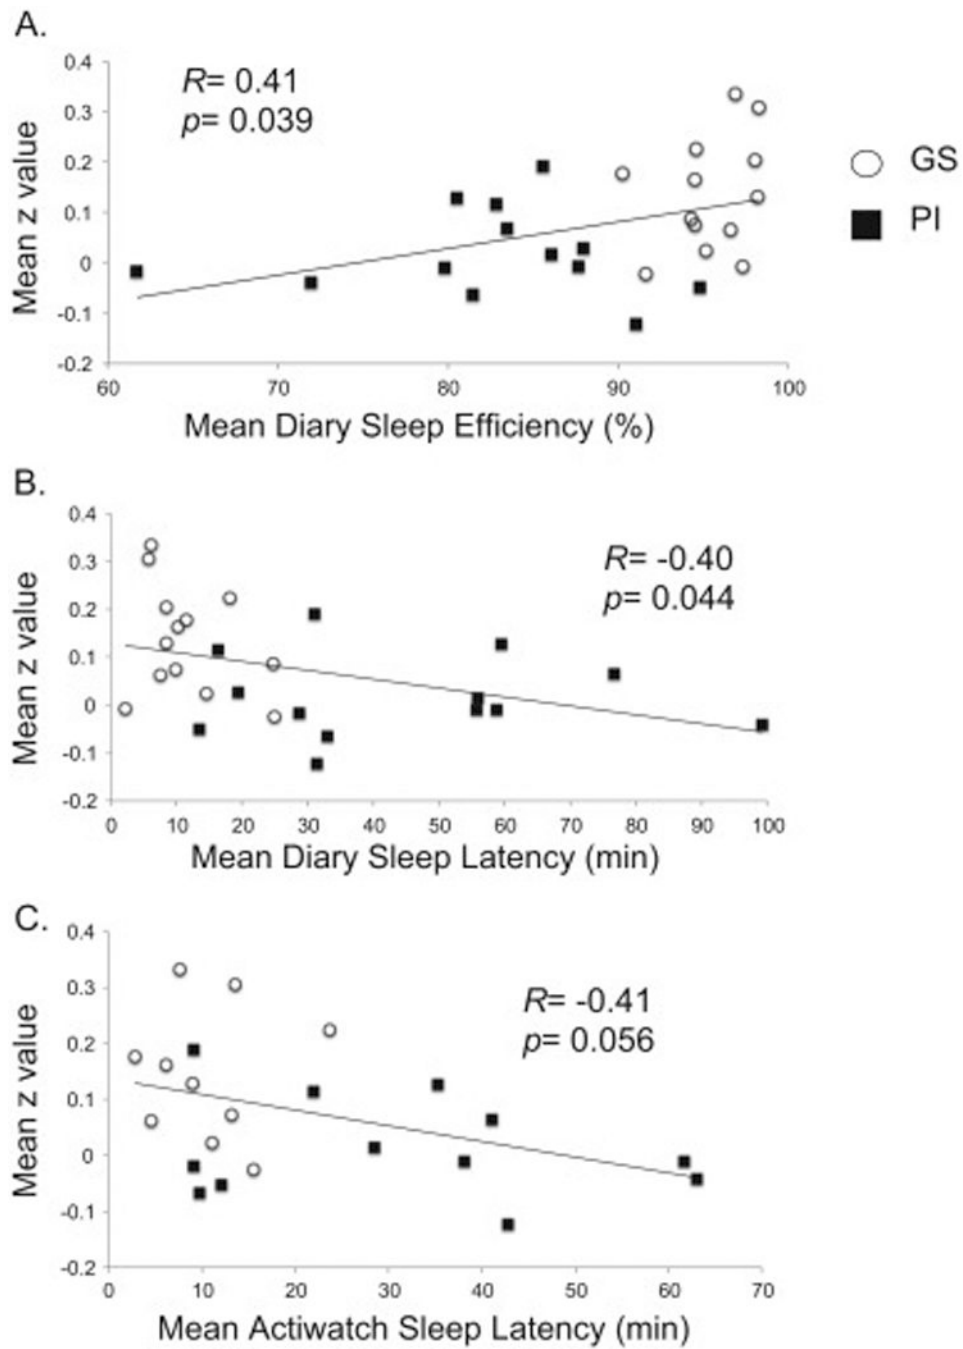 A.
0.4
0.3
0.2
0.1
0
-0.1
-0.2
Mean z value
R= 0.41
p= 0.039
GS
PI
60 70 80 90 100
Mean Diary Sleep Efficiency (%)
B.
0.4
0.3
0.2
0.1
0
-0.1
-0.2
Mean z value
R= -0.40
p= 0.044
0 10 20 30 40 50 60 70 80 90 100
Mean Diary Sleep Latency (min)
C.
0.4
0.3
0.2
0.1
0
-0.1
-0.2
Mean z value
R= -0.41
p= 0.056
0 10 20 30 40 50 60 70
Mean Actiwatch Sleep Latency (min)